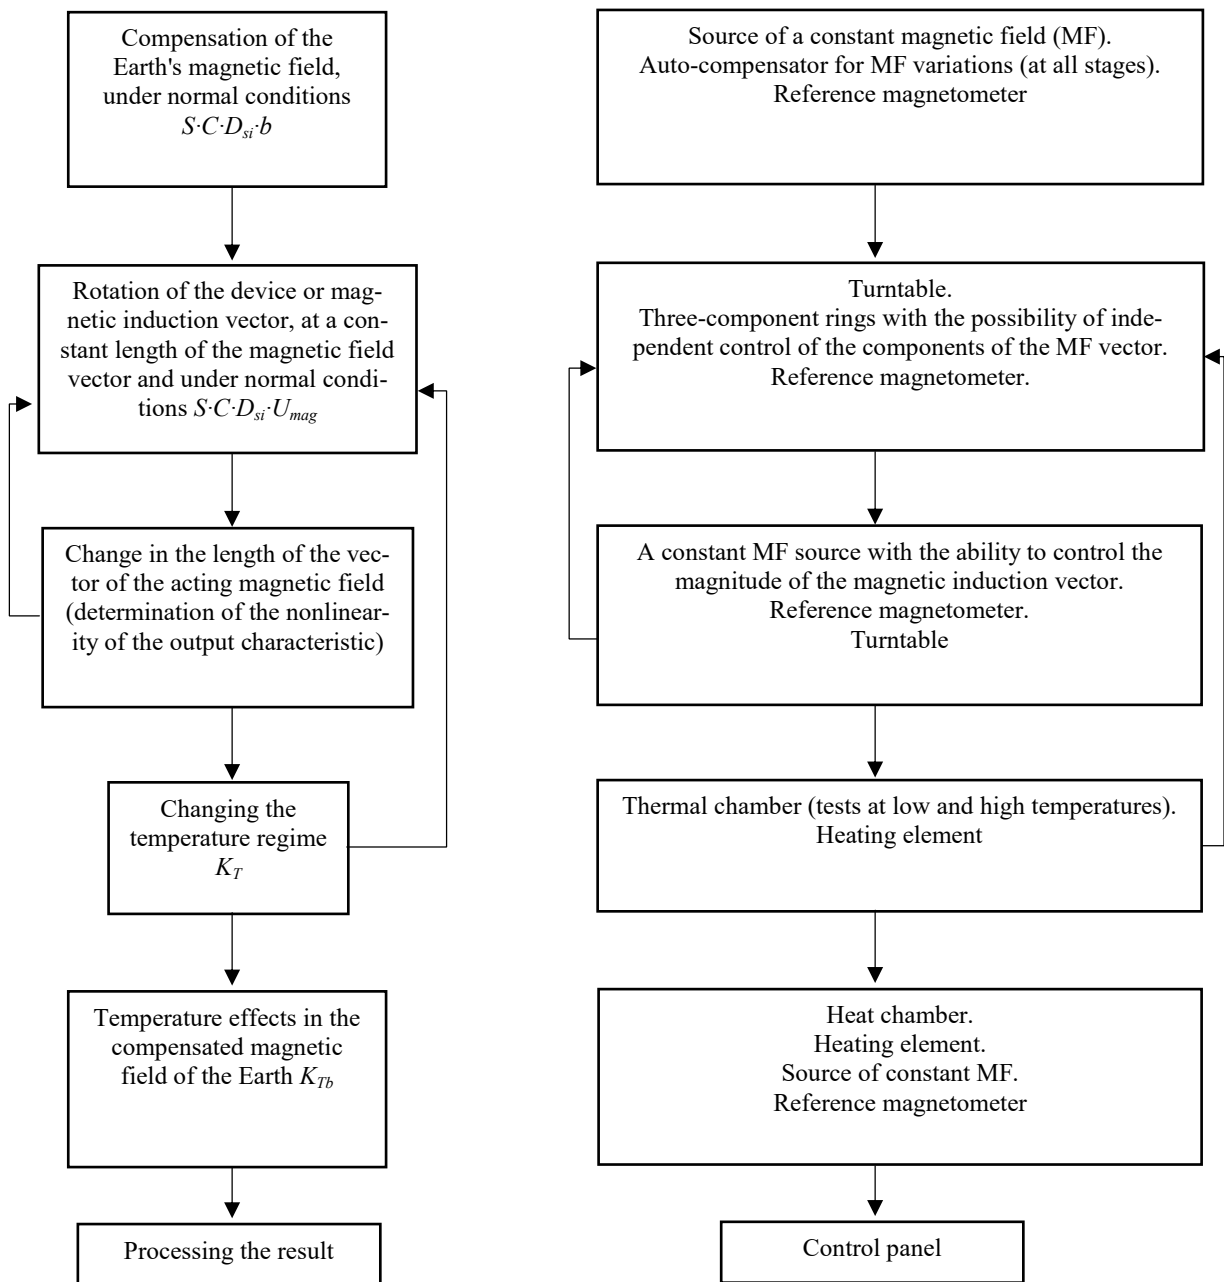 Compensation of the
Earth's magnetic field,
under normal conditions
S·C·D_si·b
Rotation of the device or mag-
netic induction vector, at a con-
stant length of the magnetic field
vector and under normal condi-
tions S·C·D_si·U_mag
Change in the length of the vec-
tor of the acting magnetic field
(determination of the nonlinear-
ity of the output characteristic)
Changing the
temperature regime
K_T
Temperature effects in the
compensated magnetic
field of the Earth K_Tb
Processing the result
Source of a constant magnetic field (MF).
Auto-compensator for MF variations (at all stages).
Reference magnetometer
Turntable.
Three-component rings with the possibility of inde-
pendent control of the components of the MF vector.
Reference magnetometer.
A constant MF source with the ability to control the
magnitude of the magnetic induction vector.
Reference magnetometer.
Turntable
Thermal chamber (tests at low and high temperatures).
Heating element
Heat chamber.
Heating element.
Source of constant MF.
Reference magnetometer
Control panel